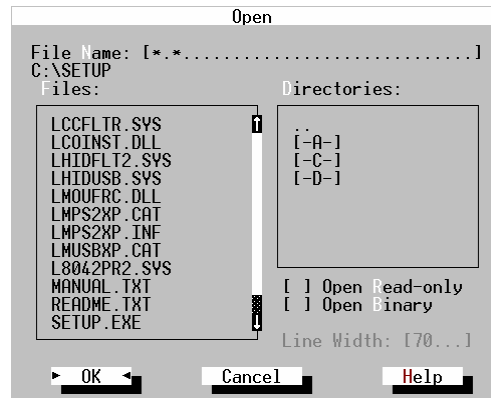 Open
File Name: [*.*.............................]
C:\SETUP
Files:
LCCFLTR.SYS
LCOINST.DLL
LHIDFLT2.SYS
LHIDUSB.SYS
LMOUFRC.DLL
LMPS2XP.CAT
LMPS2XP.INF
LMUSBXP.CAT
L8042PR2.SYS
MANUAL.TXT
README.TXT
SETUP.EXE
Directories:
..
[-A-]
[-C-]
[-D-]
[ ] Open Read-only
[ ] Open Binary
Line Width: [70...]
OK
Cancel
Help